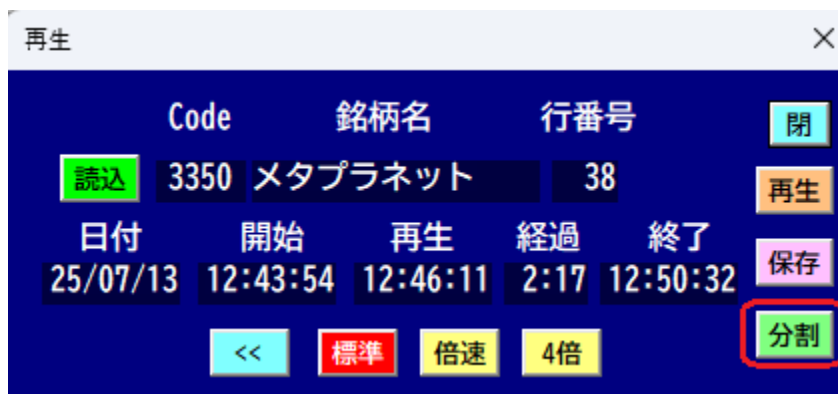 再生 ×
Code 銘柄名 行番号 閉
読込 3350 メタプラネット 38 再生
日付 開始 再生 経過 終了 保存
25/07/13 12:43:54 12:46:11 2:17 12:50:32
<< 標準 倍速 4倍 分割